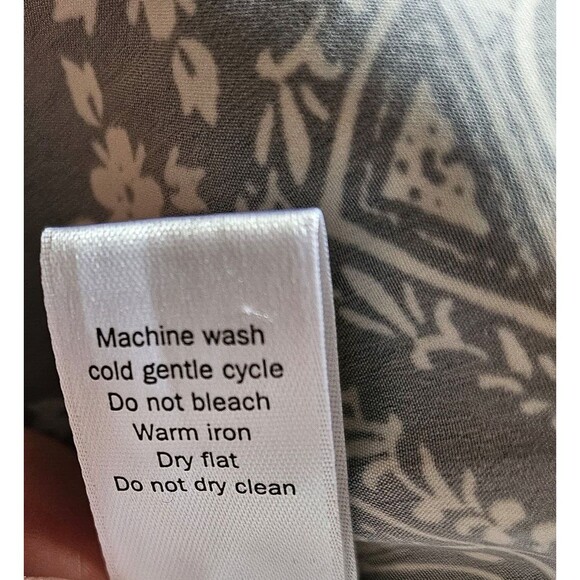 Machine wash
cold gentle cycle
Do not bleach
Warm iron
Dry flat
Do not dry clean